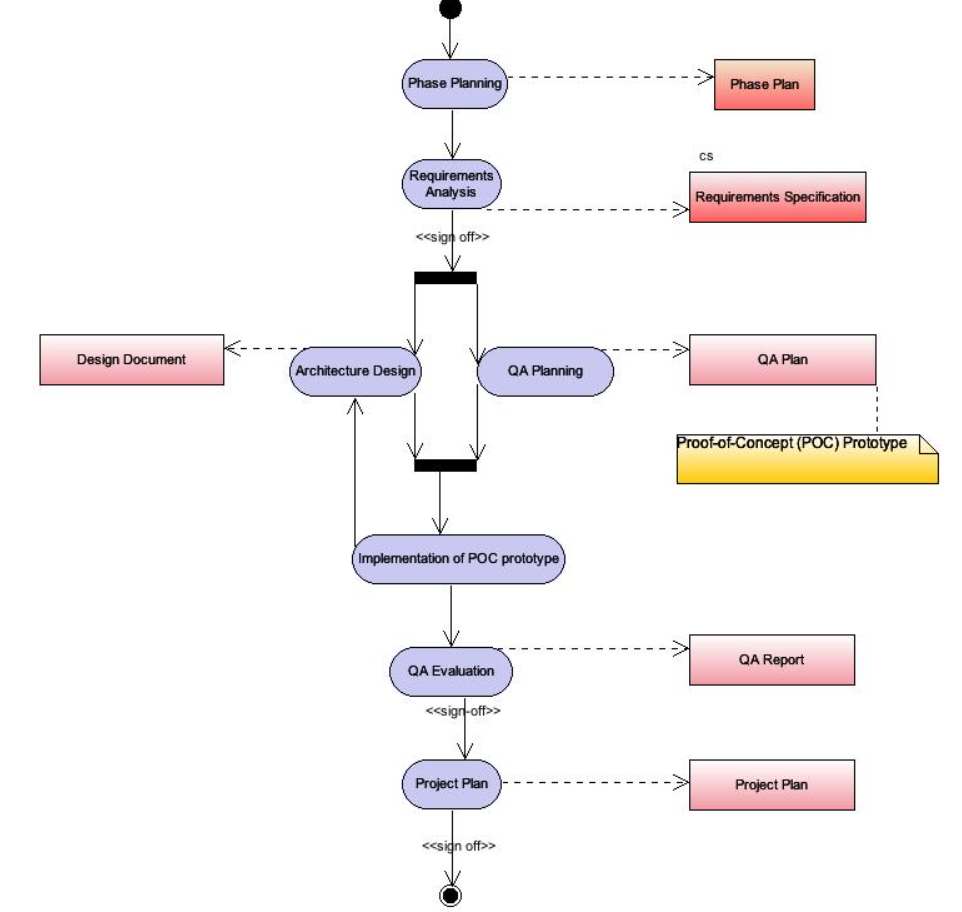 Phase Planning
Phase Plan
cs
Requirements
Analysis
Requirements Specification
<<sign off>>
Design Document
Architecture Design
QA Planning
QA Plan
Proof-of-Concept (POC) Prototype
Implementation of POC prototype
QA Evaluation
QA Report
<<sign-off>>
Project Plan
Project Plan
<<sign off>>